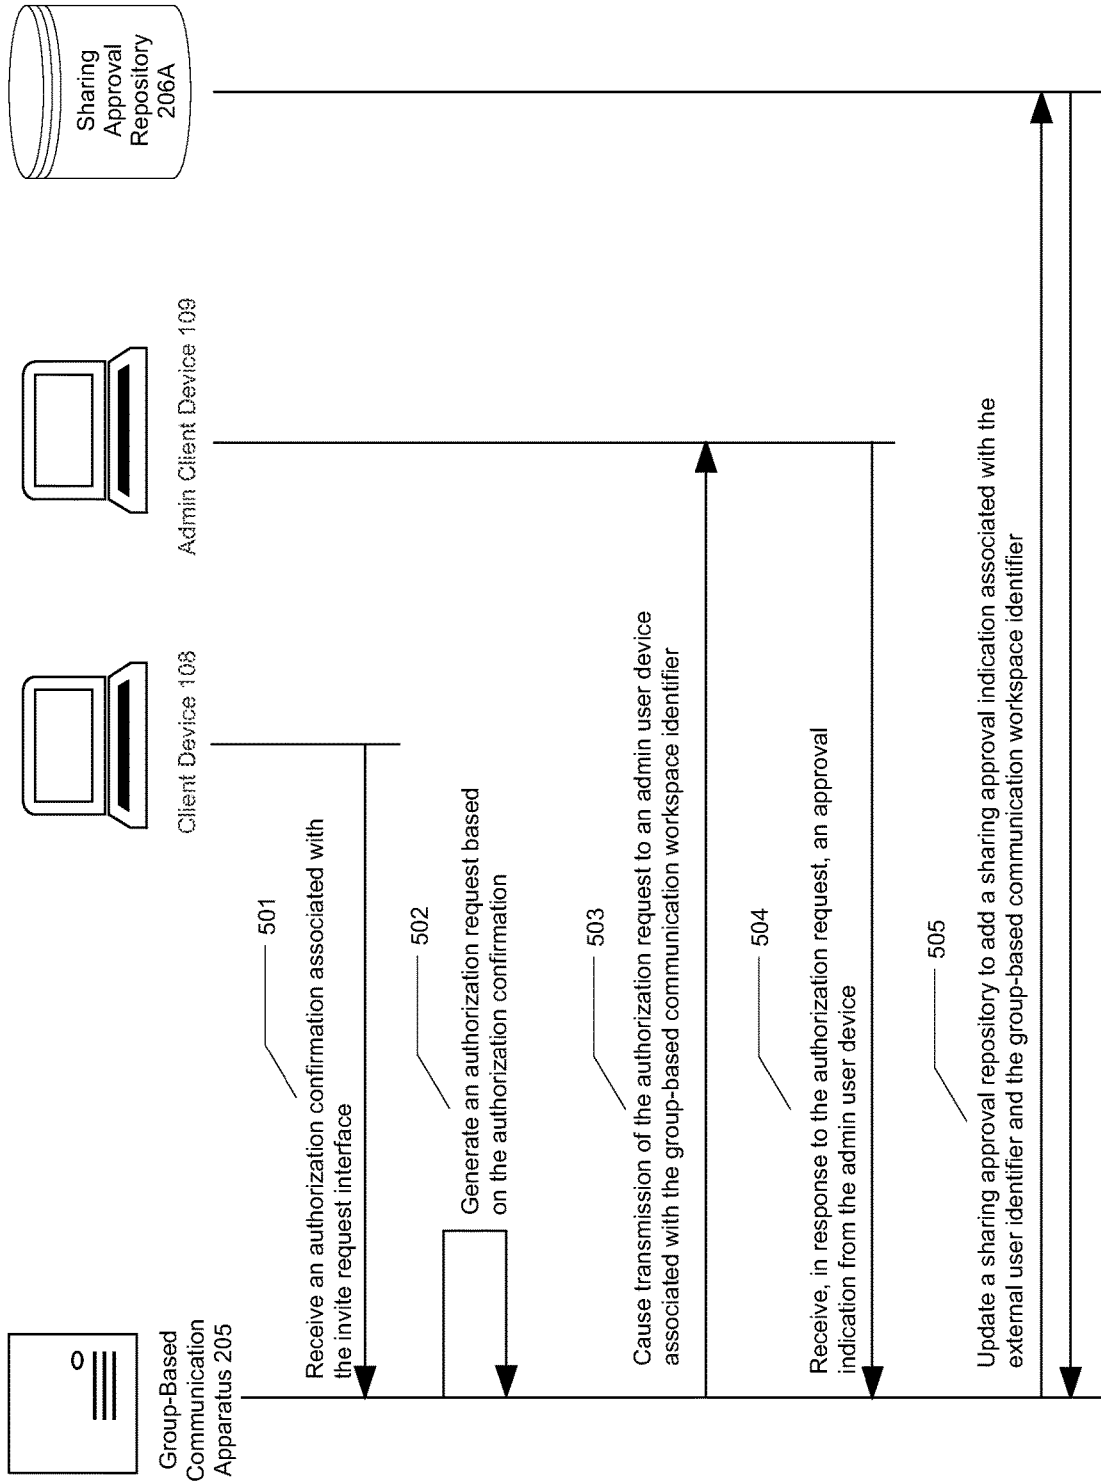 Group-Based
Communication
Apparatus 205
Client Device 108
Admin Client Device 109
Sharing
Approval
Repository
206A
501
Receive an authorization confirmation associated with
the invite request interface
502
Generate an authorization request based
on the authorization confirmation
503
Cause transmission of the authorization request to an admin user device
associated with the group-based communication workspace identifier
504
Receive, in response to the authorization request, an approval
indication from the admin user device
505
Update a sharing approval repository to add a sharing approval indication associated with the
external user identifier and the group-based communication workspace identifier